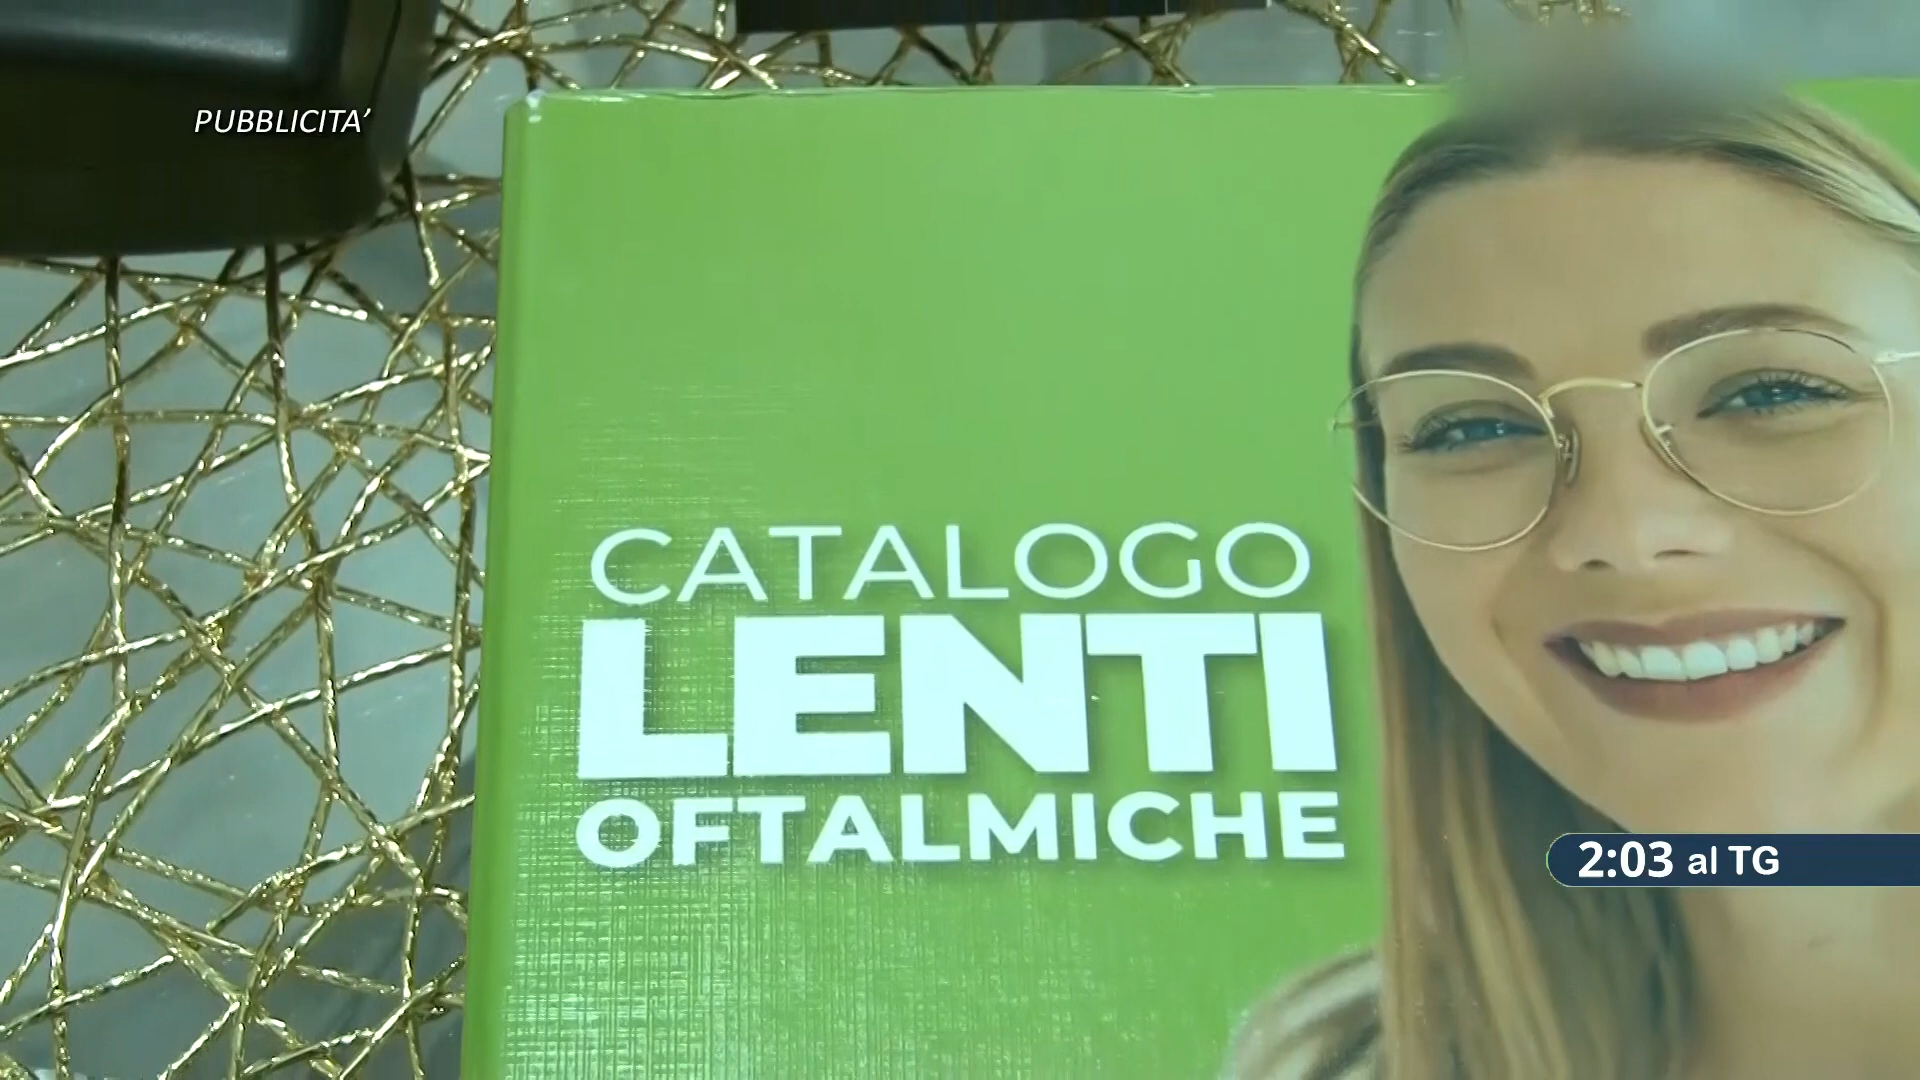 PUBBLICITA’
CATALOGO
LENTI
OFTALMICHE
2:03 al TG